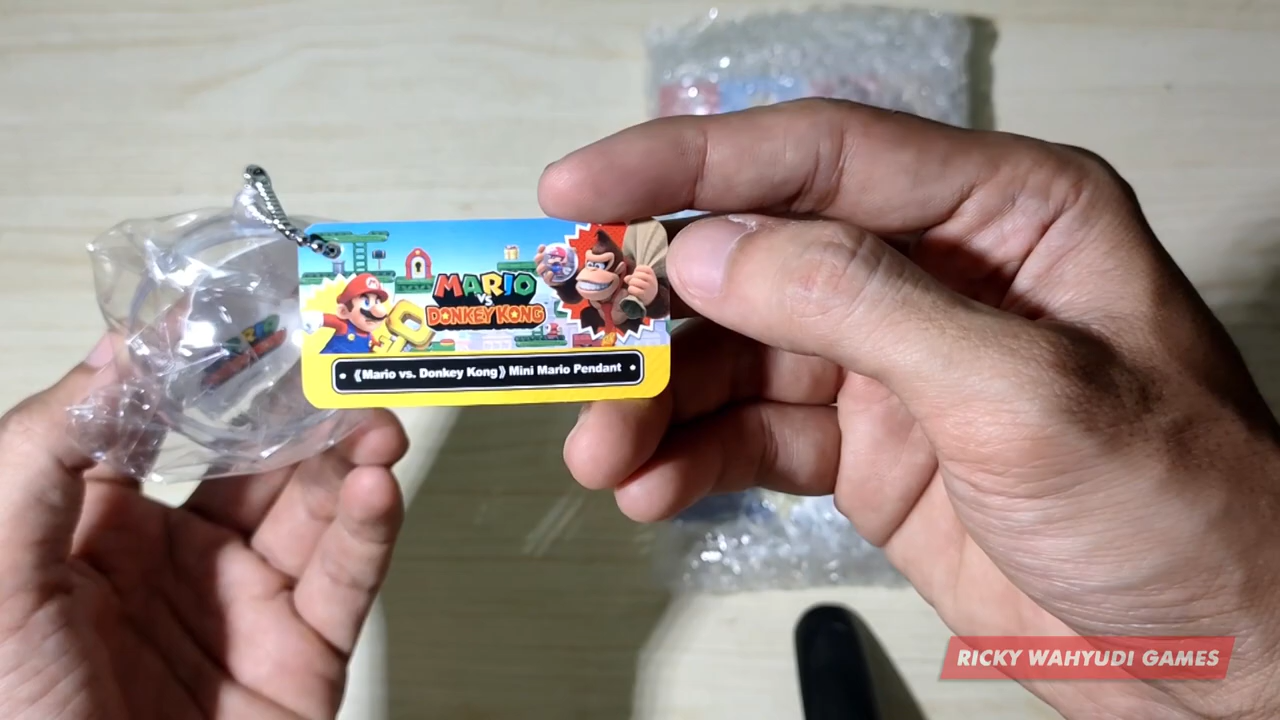 MARIO
VS
DONKEY KONG
《Mario vs. Donkey Kong》 Mini Mario Pendant
RICKY WAHYUDI GAMES